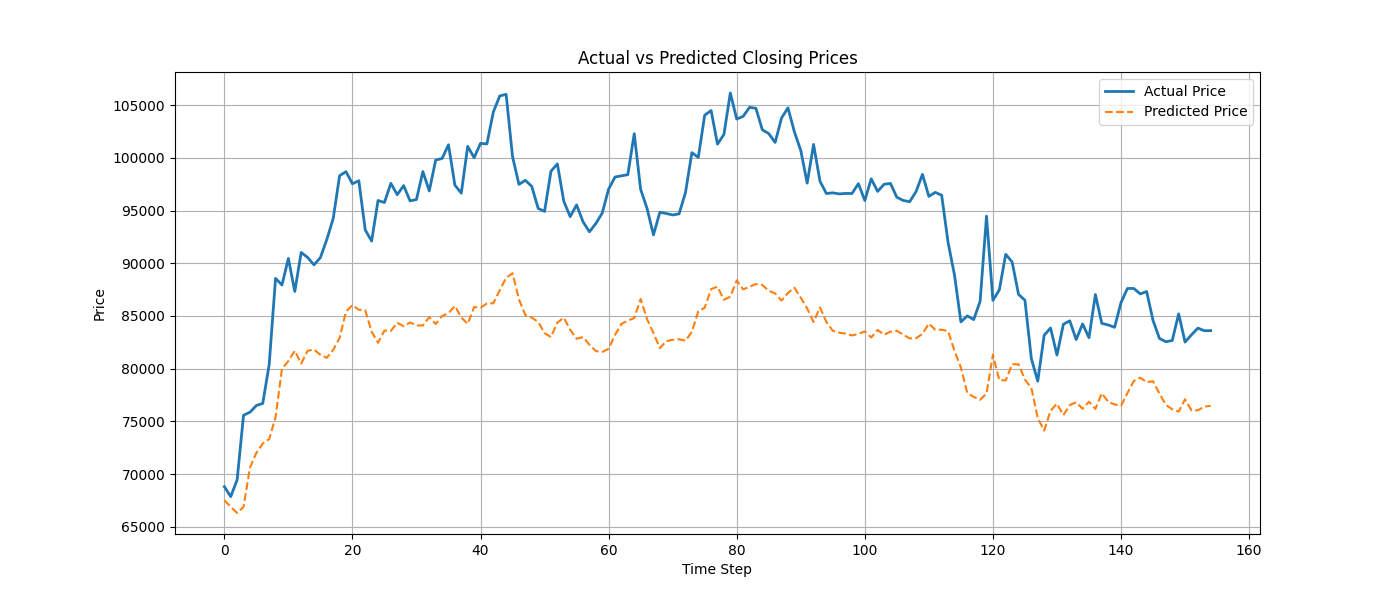 Actual vs Predicted Closing Prices
Actual Price
Predicted Price
Price
105000
100000
95000
90000
85000
80000
75000
70000
65000
0 20 40 60 80 100 120 140 160
Time Step